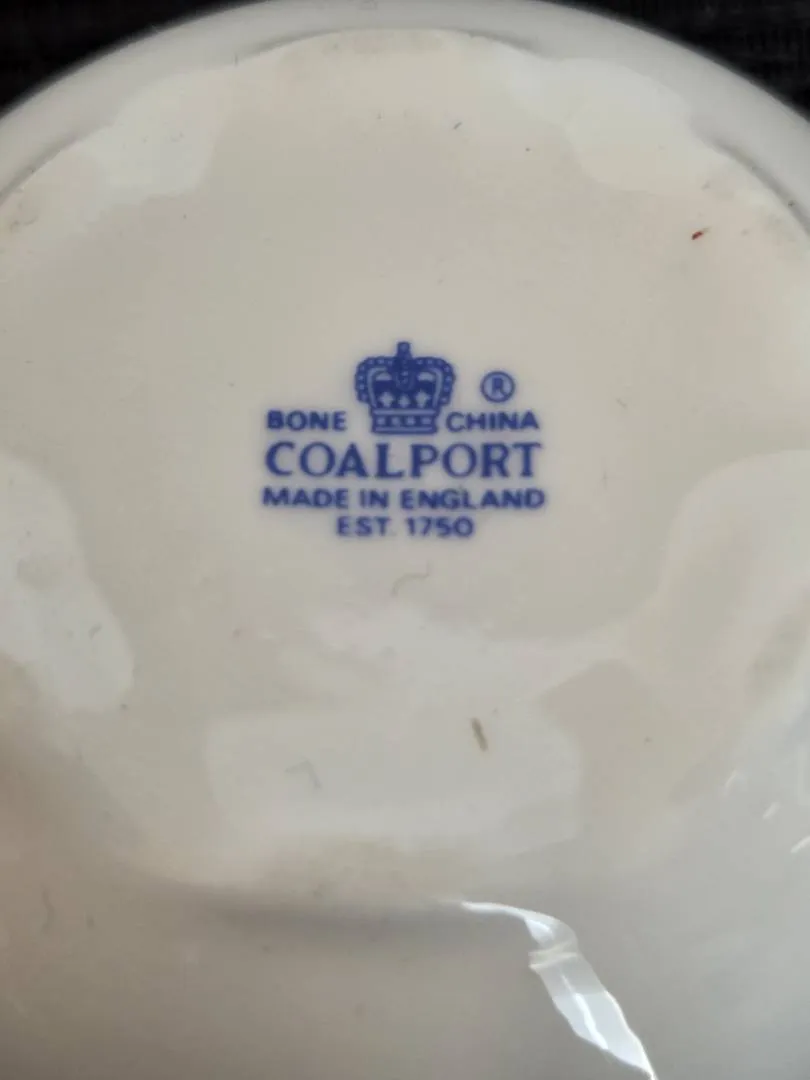 ®
BONE CHINA
COALPORT
MADE IN ENGLAND
EST. 1750